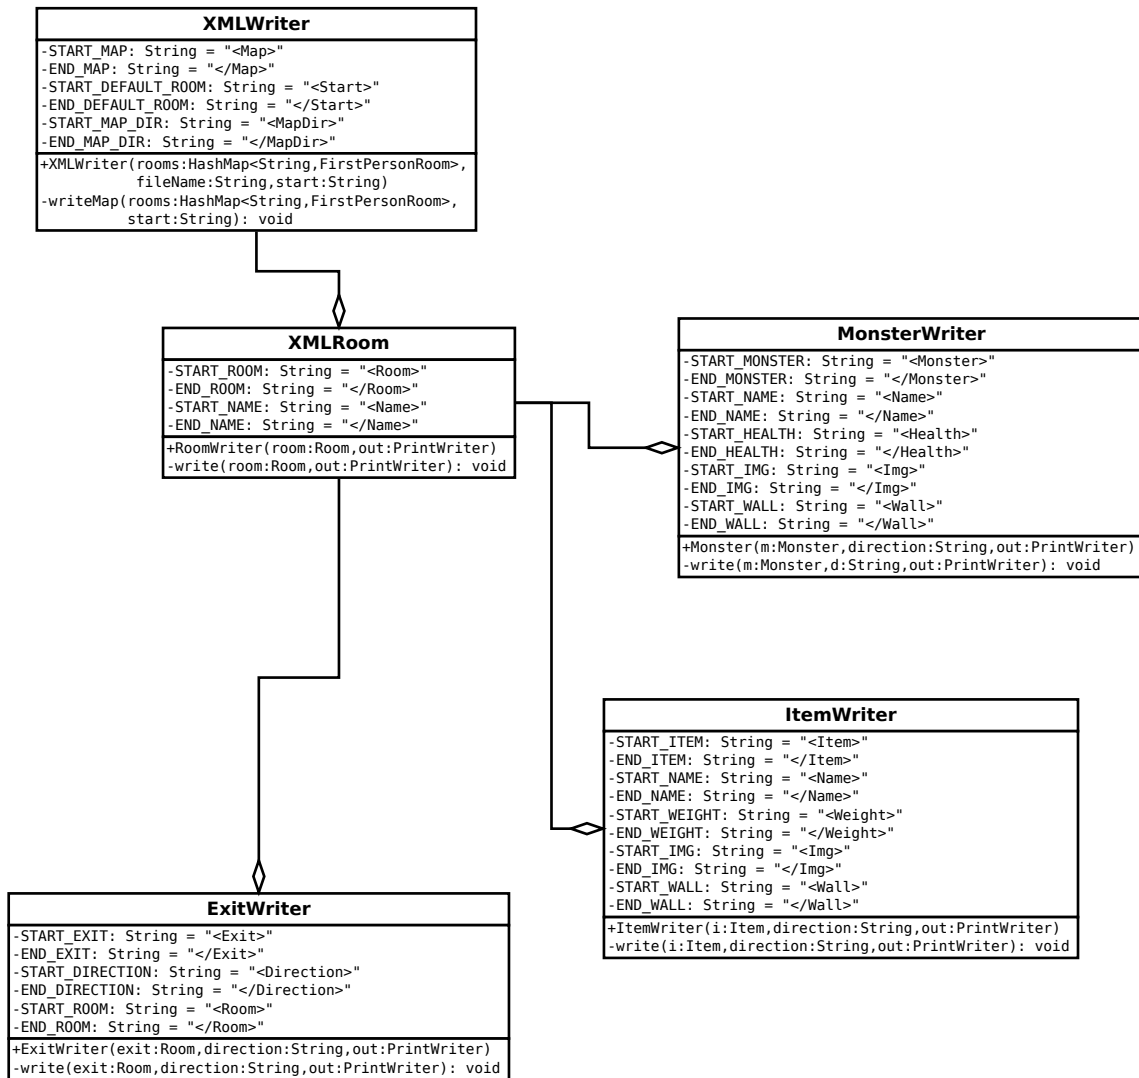 XMLWriter
-START_MAP: String = "<Map>"
-END_MAP: String = "</Map>"
-START_DEFAULT_ROOM: String = "<Start>"
-END_DEFAULT_ROOM: String = "</Start>"
-START_MAP_DIR: String = "<MapDir>"
-END_MAP_DIR: String = "</MapDir>"
+XMLWriter(rooms:HashMap<String,FirstPersonRoom>,
fileName:String,start:String)
-writeMap(rooms:HashMap<String,FirstPersonRoom>,
start:String): void
XMLRoom
-START_ROOM: String = "<Room>"
-END_ROOM: String = "</Room>"
-START_NAME: String = "<Name>"
-END_NAME: String = "</Name>"
+RoomWriter(room:Room,out:PrintWriter)
-write(room:Room,out:PrintWriter): void
MonsterWriter
-START_MONSTER: String = "<Monster>"
-END_MONSTER: String = "</Monster>"
-START_NAME: String = "<Name>"
-END_NAME: String = "</Name>"
-START_HEALTH: String = "<Health>"
-END_HEALTH: String = "</Health>"
-START_IMG: String = "<Img>"
-END_IMG: String = "</Img>"
-START_WALL: String = "<Wall>"
-END_WALL: String = "</Wall>"
+Monster(m:Monster,direction:String,out:PrintWriter)
-write(m:Monster,d:String,out:PrintWriter): void
ItemWriter
-START_ITEM: String = "<Item>"
-END_ITEM: String = "</Item>"
-START_NAME: String = "<Name>"
-END_NAME: String = "</Name>"
-START_WEIGHT: String = "<Weight>"
-END_WEIGHT: String = "</Weight>"
-START_IMG: String = "<Img>"
-END_IMG: String = "</Img>"
-START_WALL: String = "<Wall>"
-END_WALL: String = "</Wall>"
+ItemWriter(i:Item,direction:String,out:PrintWriter)
-write(i:Item,direction:String,out:PrintWriter): void
ExitWriter
-START_EXIT: String = "<Exit>"
-END_EXIT: String = "</Exit>"
-START_DIRECTION: String = "<Direction>"
-END_DIRECTION: String = "</Direction>"
-START_ROOM: String = "<Room>"
-END_ROOM: String = "</Room>"
+ExitWriter(exit:Room,direction:String,out:PrintWriter)
-write(exit:Room,direction:String,out:PrintWriter): void